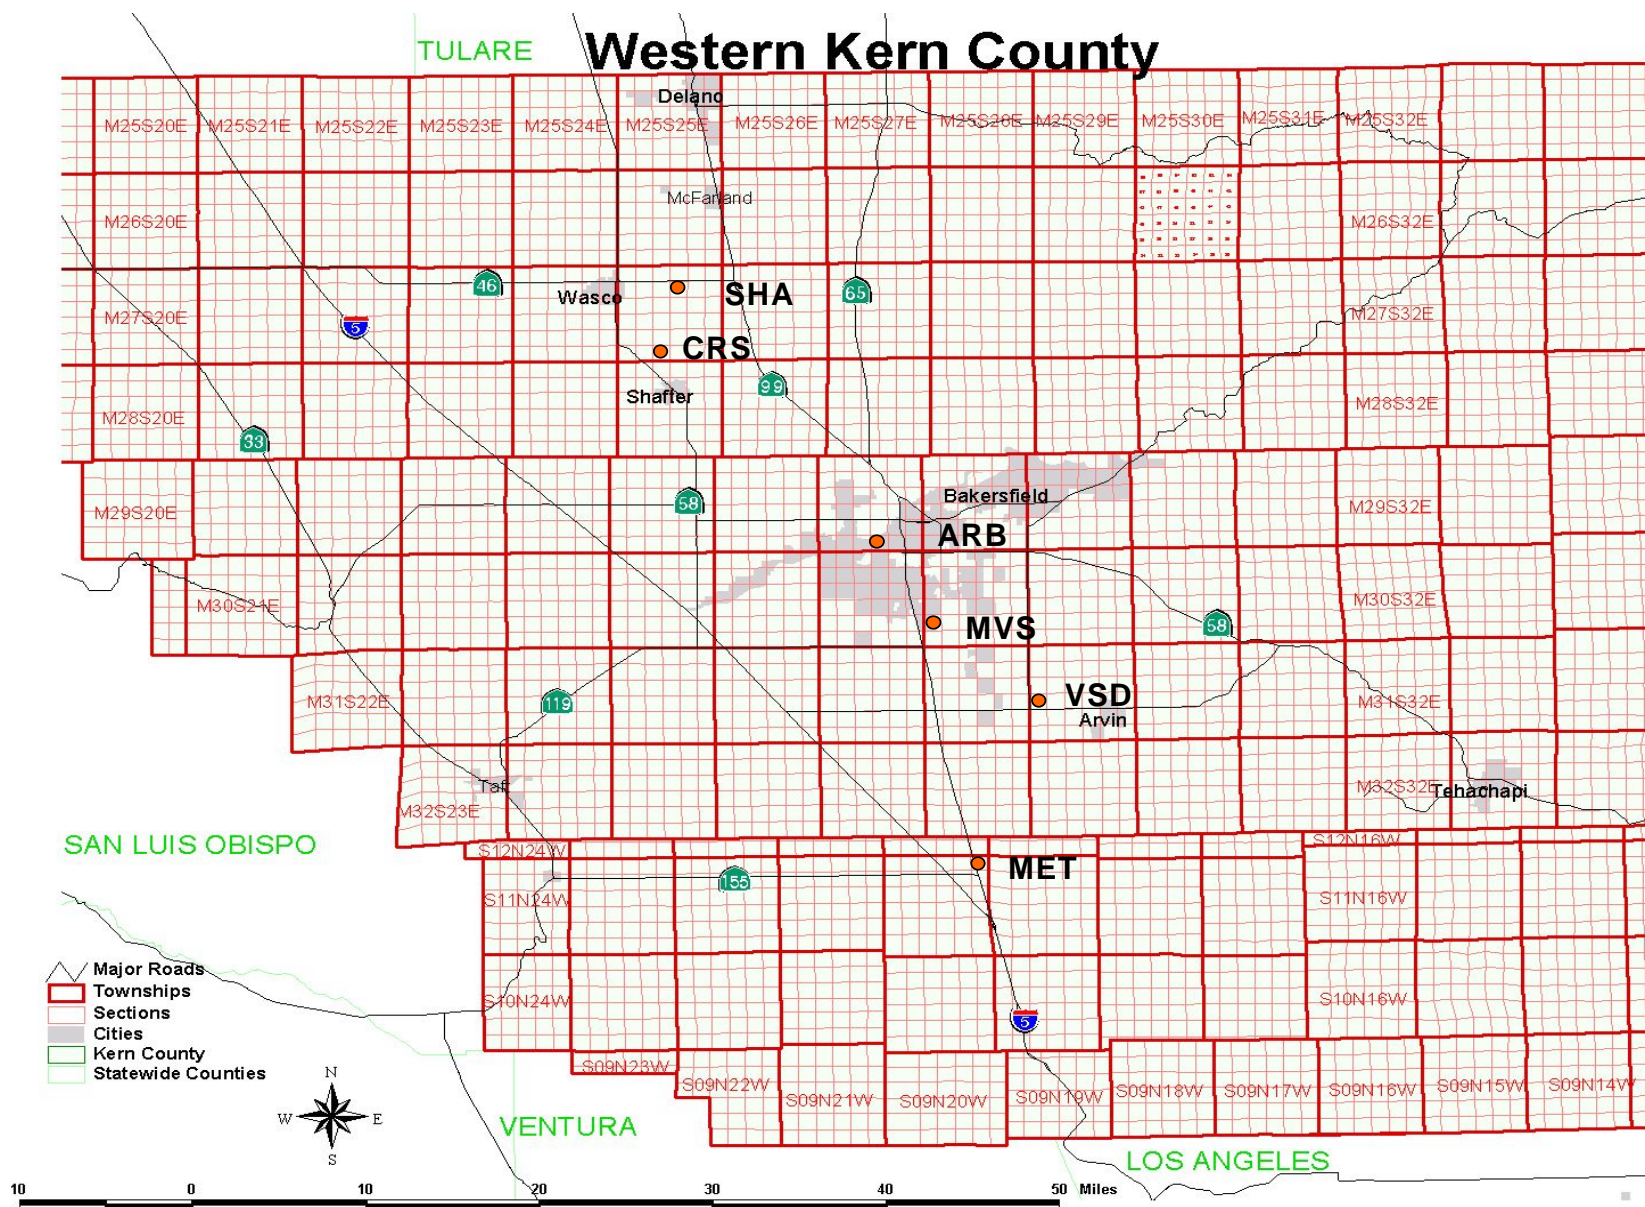 TULARE
Western Kern County
Delano
M25S20E M25S21E M25S22E M25S23E M25S24E M25S25E M25S26E M25S27E M25S28E M25S29E M25S30E M25S31E M25S32E
McFarland
M26S20E M26S32E
46 Wasco SHA 65
M27S20E 5 M27S32E
CRS
99
Shafter
M28S20E M28S32E
33
Bakersfield
M29S20E 58 M29S32E
ARB
M30S21E M30S32E
58
MVS
M31S22E 119 VSD M31S32E
Arvin
Taft M32S32E Tehachapi
M32S23E
SAN LUIS OBISPO
S12N24W S12N16W
MET
155
S11N24W S11N16W
Major Roads
Townships
S10N24W S10N16W
Sections
5
Cities
Kern County
Statewide Counties
S09N23W
S09N22W S09N21W S09N20W S09N19W S09N18W S09N17W S09N16W S09N15W S09N14W
N
W E
S
VENTURA
LOS ANGELES
10 0 10 20 30 40 50 Miles